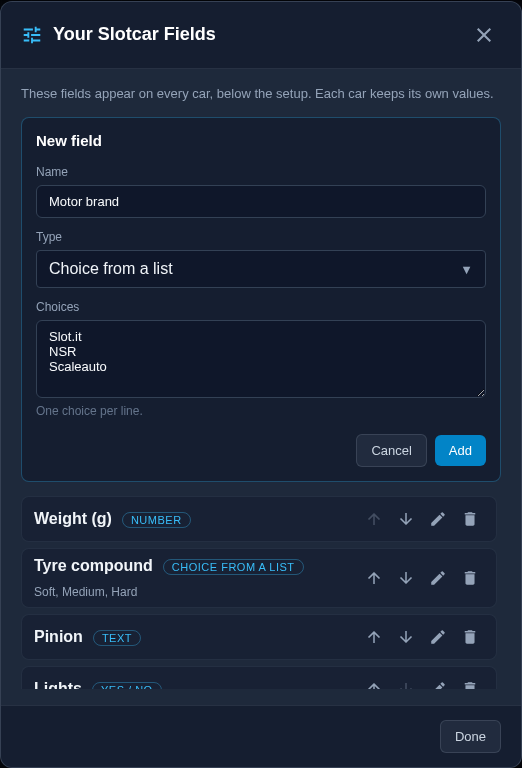 Your Slotcar Fields
These fields appear on every car, below the setup. Each car keeps its own values.
New field
Name
Motor brand
Type
Choice from a list
Choices
Slot.it
NSR
Scaleauto
One choice per line.
Cancel
Add
Weight (g) NUMBER
Tyre compound CHOICE FROM A LIST
Soft, Medium, Hard
Pinion TEXT
Lights YES / NO
Done